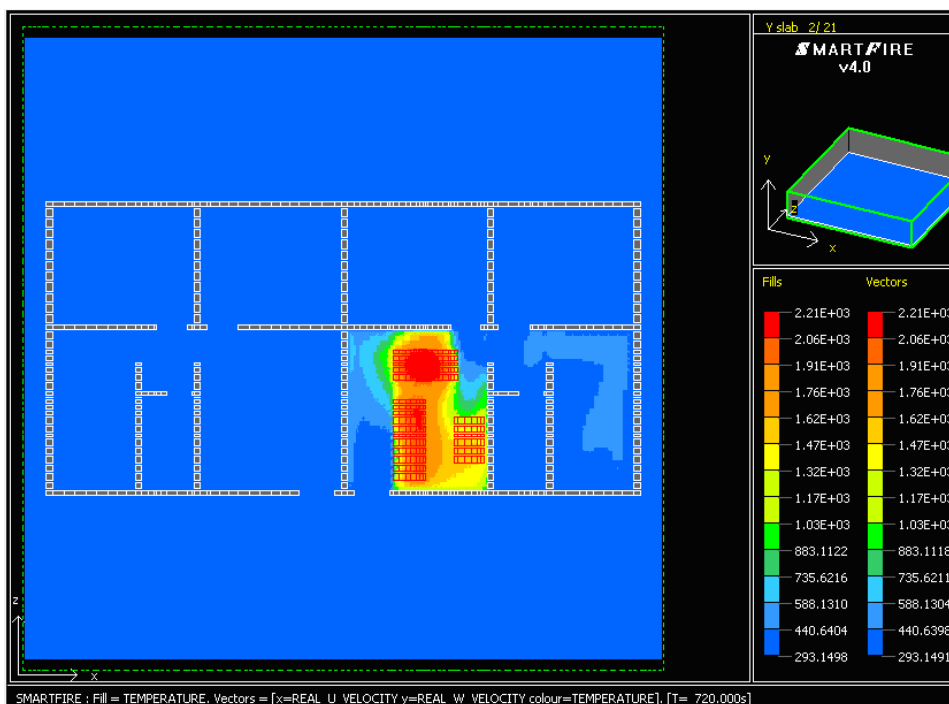 Y slab 2/ 21
SMARTFIRE
v4.0
y
z
x
Fills Vectors
2.21E+03 2.21E+03
2.06E+03 2.06E+03
1.91E+03 1.91E+03
1.76E+03 1.76E+03
1.62E+03 1.62E+03
1.47E+03 1.47E+03
1.32E+03 1.32E+03
1.17E+03 1.17E+03
1.03E+03 1.03E+03
883.1122 883.1118
735.6216 735.6211
588.1310 588.1304
440.6404 440.6398
293.1498 293.1491
z
x
SMARTFIRE : Fill = TEMPERATURE. Vectors = [x=REAL_U_VELOCITY y=REAL_W_VELOCITY colour=TEMPERATURE]. [T= 720.000s]